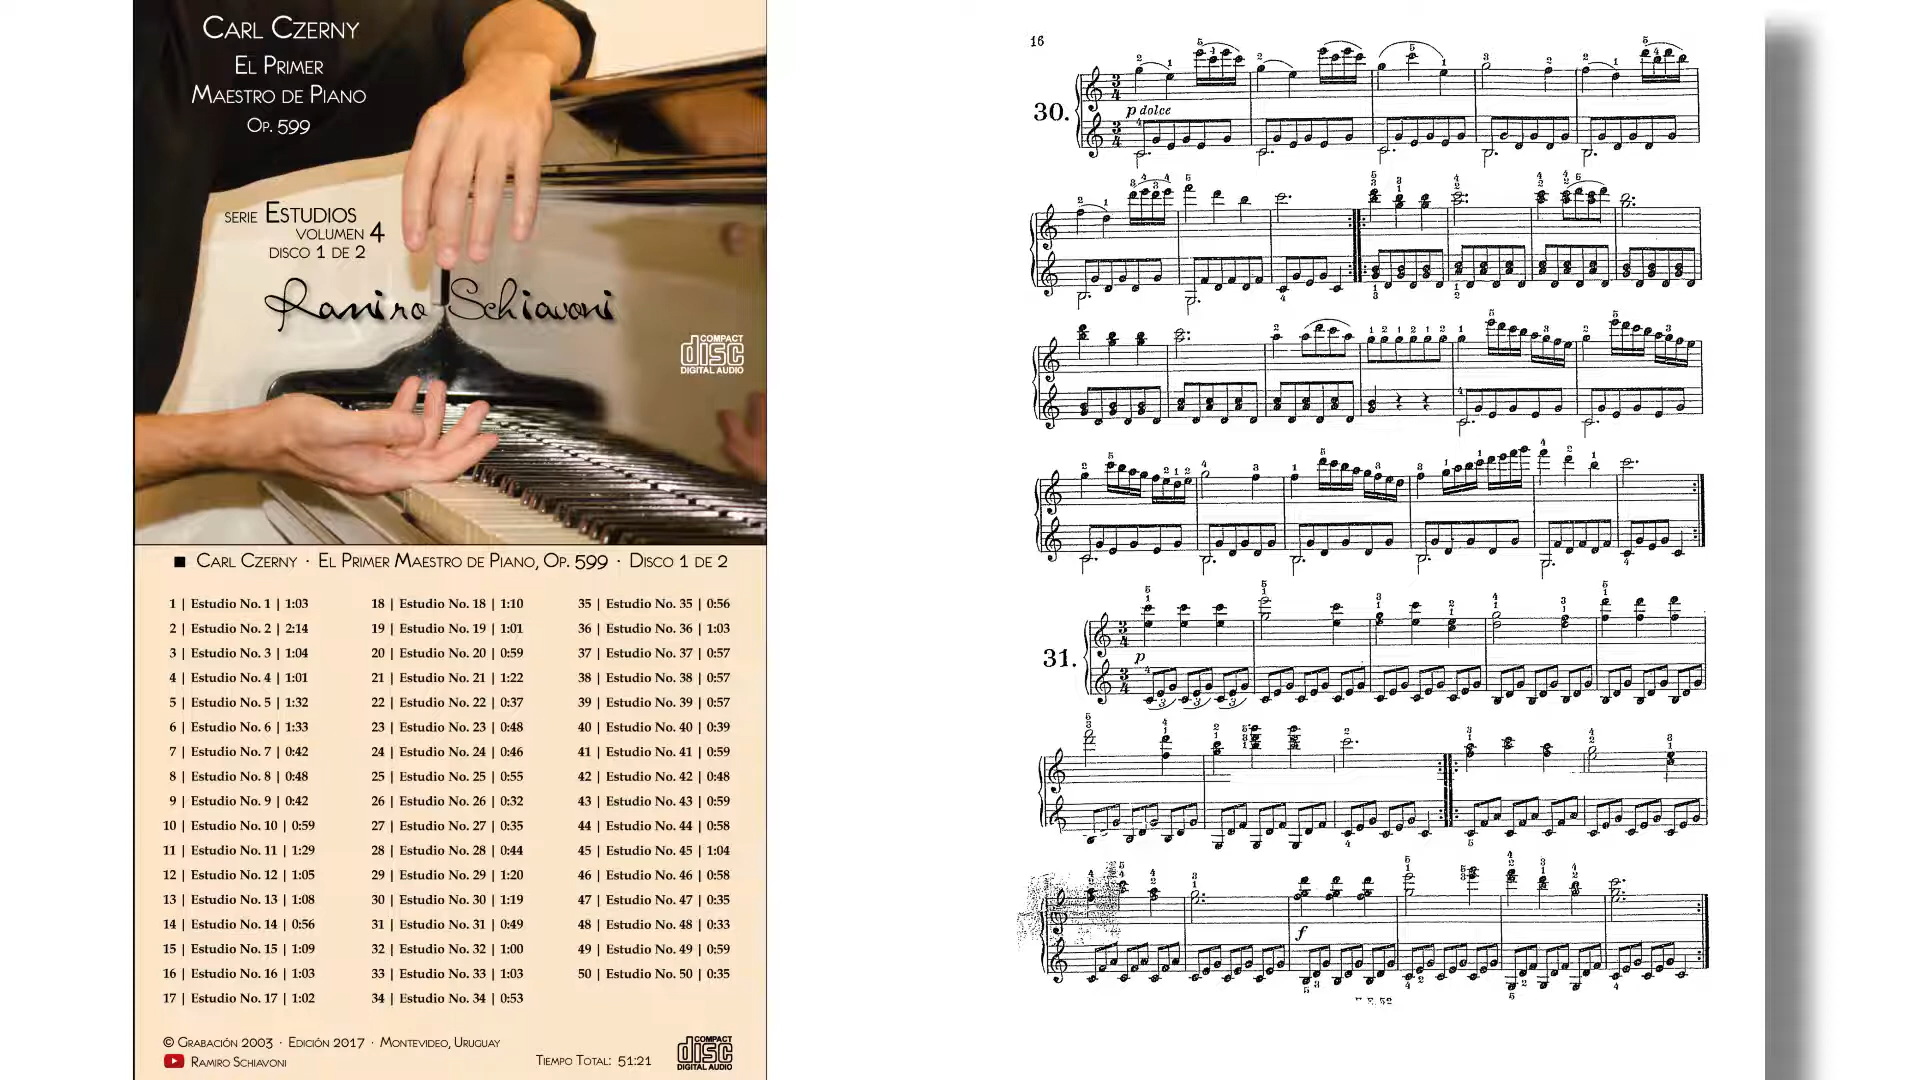 CARL CZERNY
EL PRIMER
MAESTRO DE PIANO
OP. 599
SERIE ESTUDIOS
VOLUMEN 4
DISCO 1 DE 2
Ramiro Schiavoni
COMPACT
disc
DIGITAL AUDIO
■ CARL CZERNY · EL PRIMER MAESTRO DE PIANO, OP. 599 · DISCO 1 DE 2
1 | Estudio No. 1 | 1:03
2 | Estudio No. 2 | 2:14
3 | Estudio No. 3 | 1:04
4 | Estudio No. 4 | 1:01
5 | Estudio No. 5 | 1:32
6 | Estudio No. 6 | 1:33
7 | Estudio No. 7 | 0:42
8 | Estudio No. 8 | 0:48
9 | Estudio No. 9 | 0:42
10 | Estudio No. 10 | 0:59
11 | Estudio No. 11 | 1:29
12 | Estudio No. 12 | 1:05
13 | Estudio No. 13 | 1:08
14 | Estudio No. 14 | 0:56
15 | Estudio No. 15 | 1:09
16 | Estudio No. 16 | 1:03
17 | Estudio No. 17 | 1:02
18 | Estudio No. 18 | 1:10
19 | Estudio No. 19 | 1:01
20 | Estudio No. 20 | 0:59
21 | Estudio No. 21 | 1:22
22 | Estudio No. 22 | 0:37
23 | Estudio No. 23 | 0:48
24 | Estudio No. 24 | 0:46
25 | Estudio No. 25 | 0:55
26 | Estudio No. 26 | 0:32
27 | Estudio No. 27 | 0:35
28 | Estudio No. 28 | 0:44
29 | Estudio No. 29 | 1:20
30 | Estudio No. 30 | 1:19
31 | Estudio No. 31 | 0:49
32 | Estudio No. 32 | 1:00
33 | Estudio No. 33 | 1:03
34 | Estudio No. 34 | 0:53
35 | Estudio No. 35 | 0:56
36 | Estudio No. 36 | 1:03
37 | Estudio No. 37 | 0:57
38 | Estudio No. 38 | 0:57
39 | Estudio No. 39 | 0:57
40 | Estudio No. 40 | 0:39
41 | Estudio No. 41 | 0:59
42 | Estudio No. 42 | 0:48
43 | Estudio No. 43 | 0:59
44 | Estudio No. 44 | 0:58
45 | Estudio No. 45 | 1:04
46 | Estudio No. 46 | 0:58
47 | Estudio No. 47 | 0:35
48 | Estudio No. 48 | 0:33
49 | Estudio No. 49 | 0:59
50 | Estudio No. 50 | 0:35
© GRABACIÓN 2003 · EDICIÓN 2017 · MONTEVIDEO, URUGUAY
RAMIRO SCHIAVONI
TIEMPO TOTAL: 51:21
COMPACT
disc
DIGITAL AUDIO
16
30.
p dolce
31.
p
f